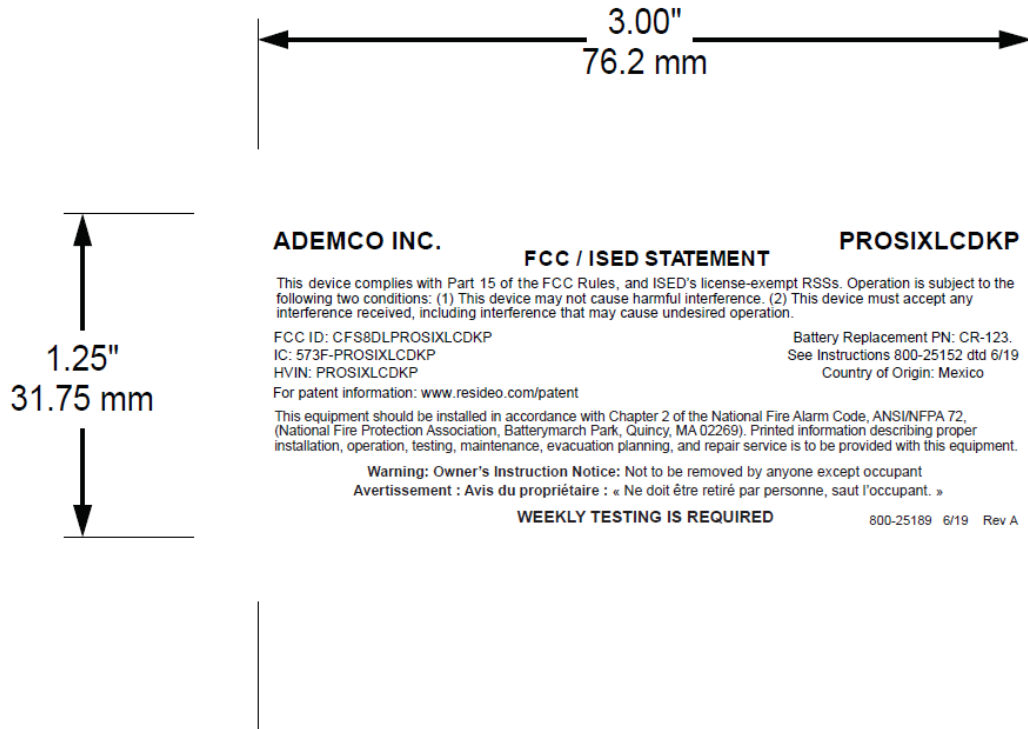 3.00"
76.2 mm
1.25"
31.75 mm
ADEMCO INC.
PROSIXLCDKP
FCC / ISED STATEMENT
This device complies with Part 15 of the FCC Rules, and ISED's license-exempt RSSs. Operation is subject to the
following two conditions: (1) This device may not cause harmful interference. (2) This device must accept any
interference received, including interference that may cause undesired operation.
FCC ID: CFS8DLPROSIXLCDKP
IC: 573F-PROSIXLCDKP
HVIN: PROSIXLCDKP
For patent information: www.resideo.com/patent
Battery Replacement PN: CR-123.
See Instructions 800-25152 dtd 6/19
Country of Origin: Mexico
This equipment should be installed in accordance with Chapter 2 of the National Fire Alarm Code, ANSI/NFPA 72,
(National Fire Protection Association, Batterymarch Park, Quincy, MA 02269). Printed information describing proper
installation, operation, testing, maintenance, evacuation planning, and repair service is to be provided with this equipment.
Warning: Owner's Instruction Notice: Not to be removed by anyone except occupant
Avertissement : Avis du propriétaire : « Ne doit être retiré par personne, saut l'occupant. »
WEEKLY TESTING IS REQUIRED
800-25189 6/19 Rev A